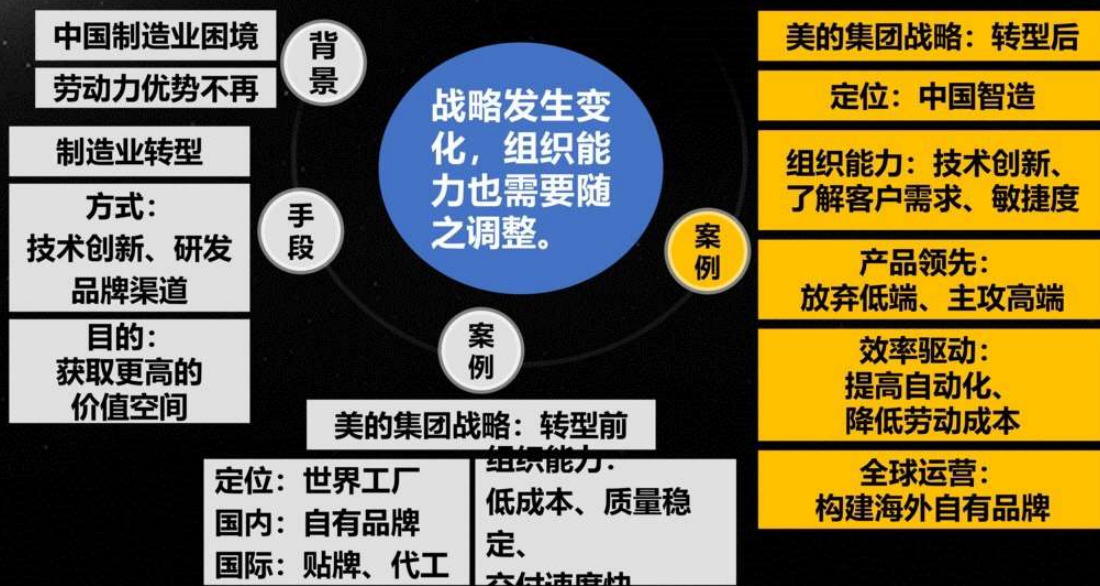 中国制造业困境
劳动力优势不再
背
景
制造业转型
方式：
技术创新、研发
品牌渠道
目的：
获取更高的
价值空间
手
段
战略发生变
化，组织能
力也需要随
之调整。
案
例
美的集团战略：转型前
定位：世界工厂
国内：自有品牌
国际：贴牌、代工
组织能力：
低成本、质量稳
定、
交付速度快
案
例
美的集团战略：转型后
定位：中国智造
组织能力：技术创新、
了解客户需求、敏捷度
产品领先：
放弃低端、主攻高端
效率驱动：
提高自动化、
降低劳动成本
全球运营：
构建海外自有品牌